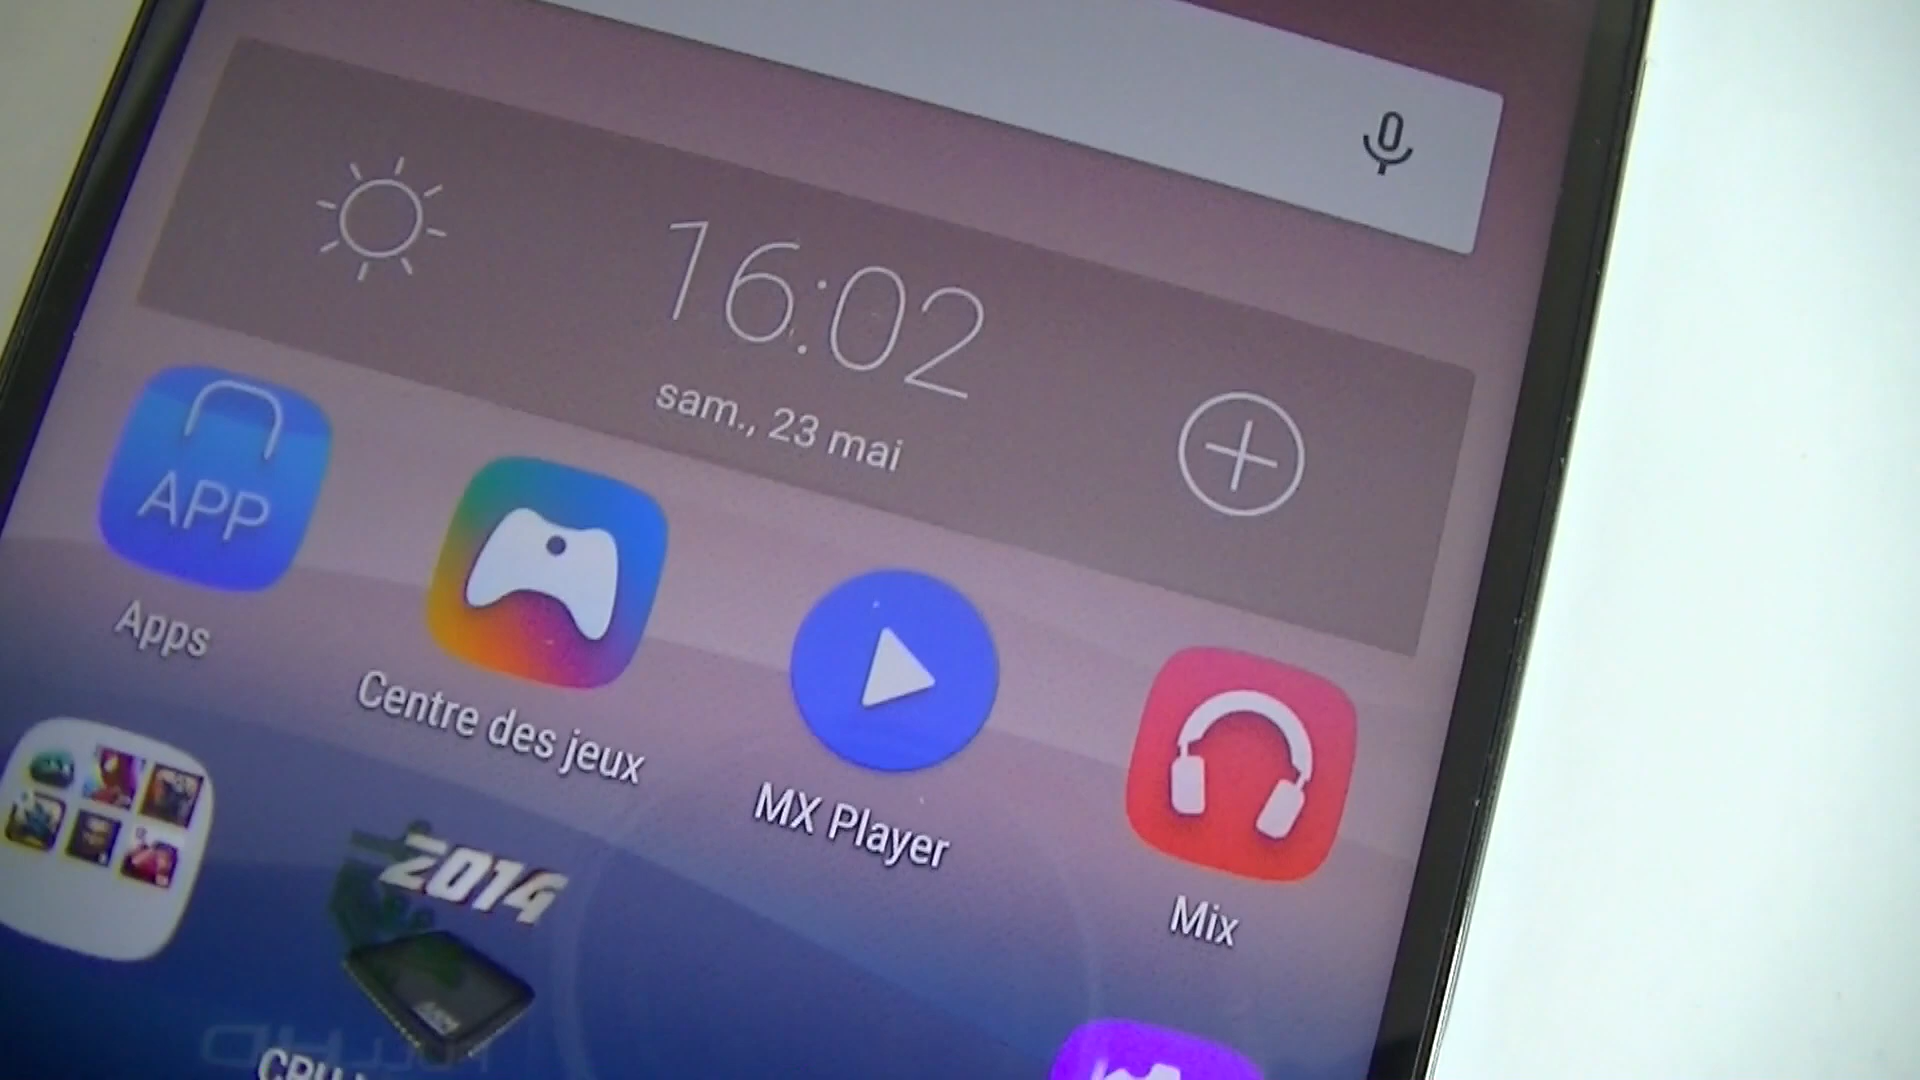 16:02
sam., 23 mai
APP
Apps
Centre des jeux
MX Player
Mix
2014